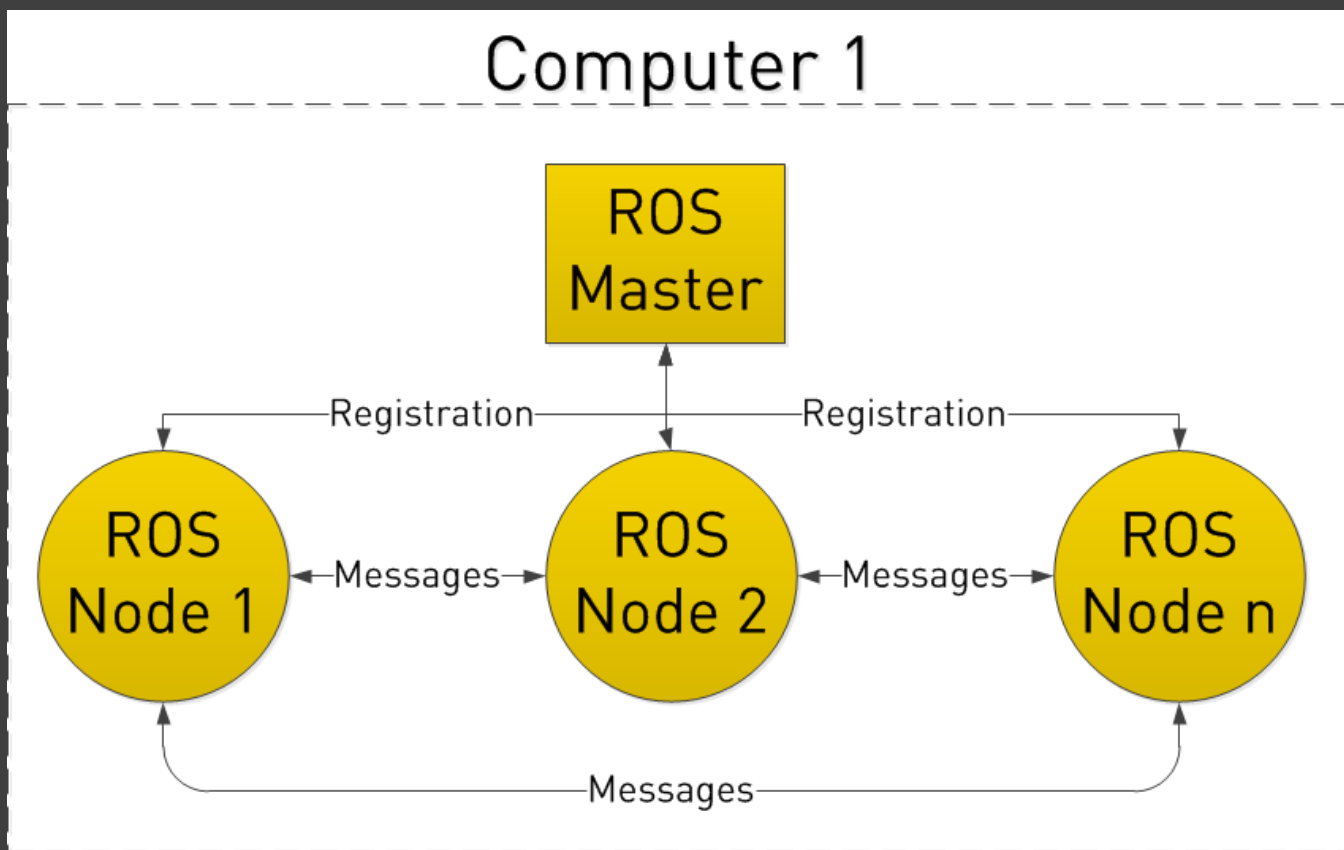 Computer 1
ROS
Master
Registration
Registration
ROS
Node 1
Messages
ROS
Node 2
Messages
ROS
Node n
Messages